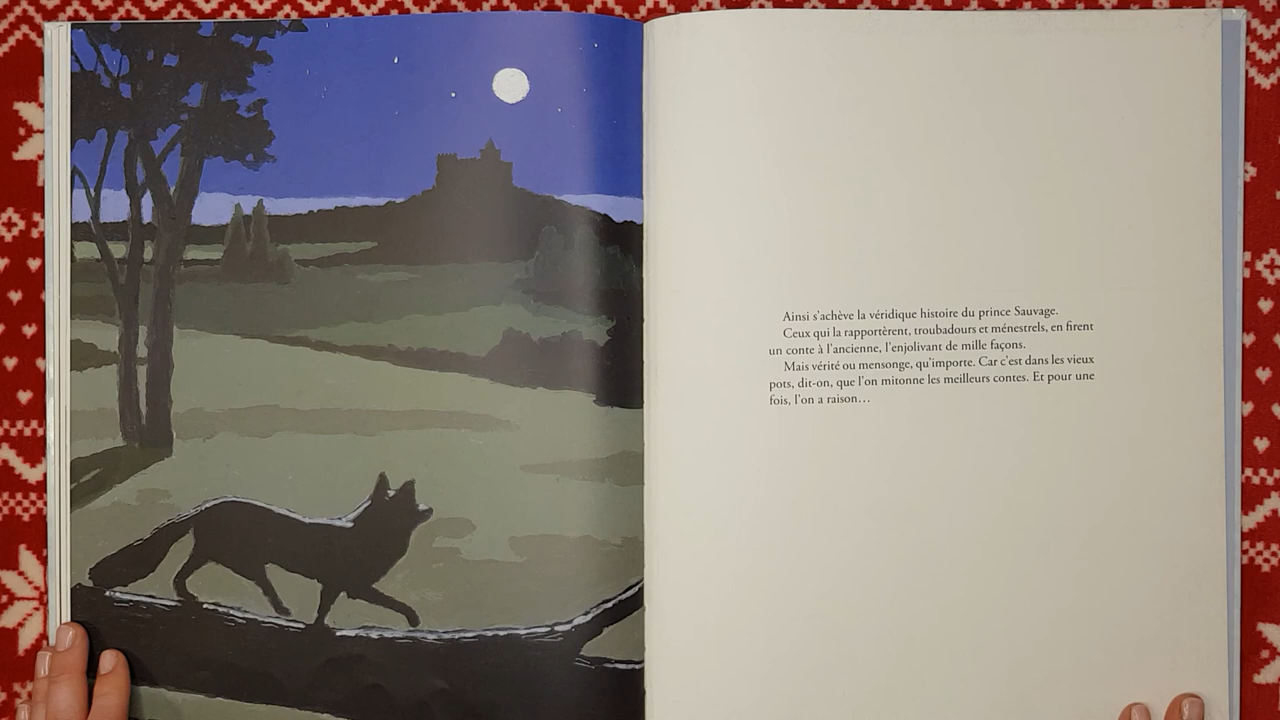 Ainsi s'achève la véridique histoire du prince Sauvage.
Ceux qui la rapportèrent, troubadours et ménestrels, en firent
un conte à l'ancienne, l'enjolivant de mille façons.
Mais vérité ou mensonge, qu'importe. Car c'est dans les vieux
pots, dit-on, que l'on mitonne les meilleurs contes. Et pour une
fois, l'on a raison…